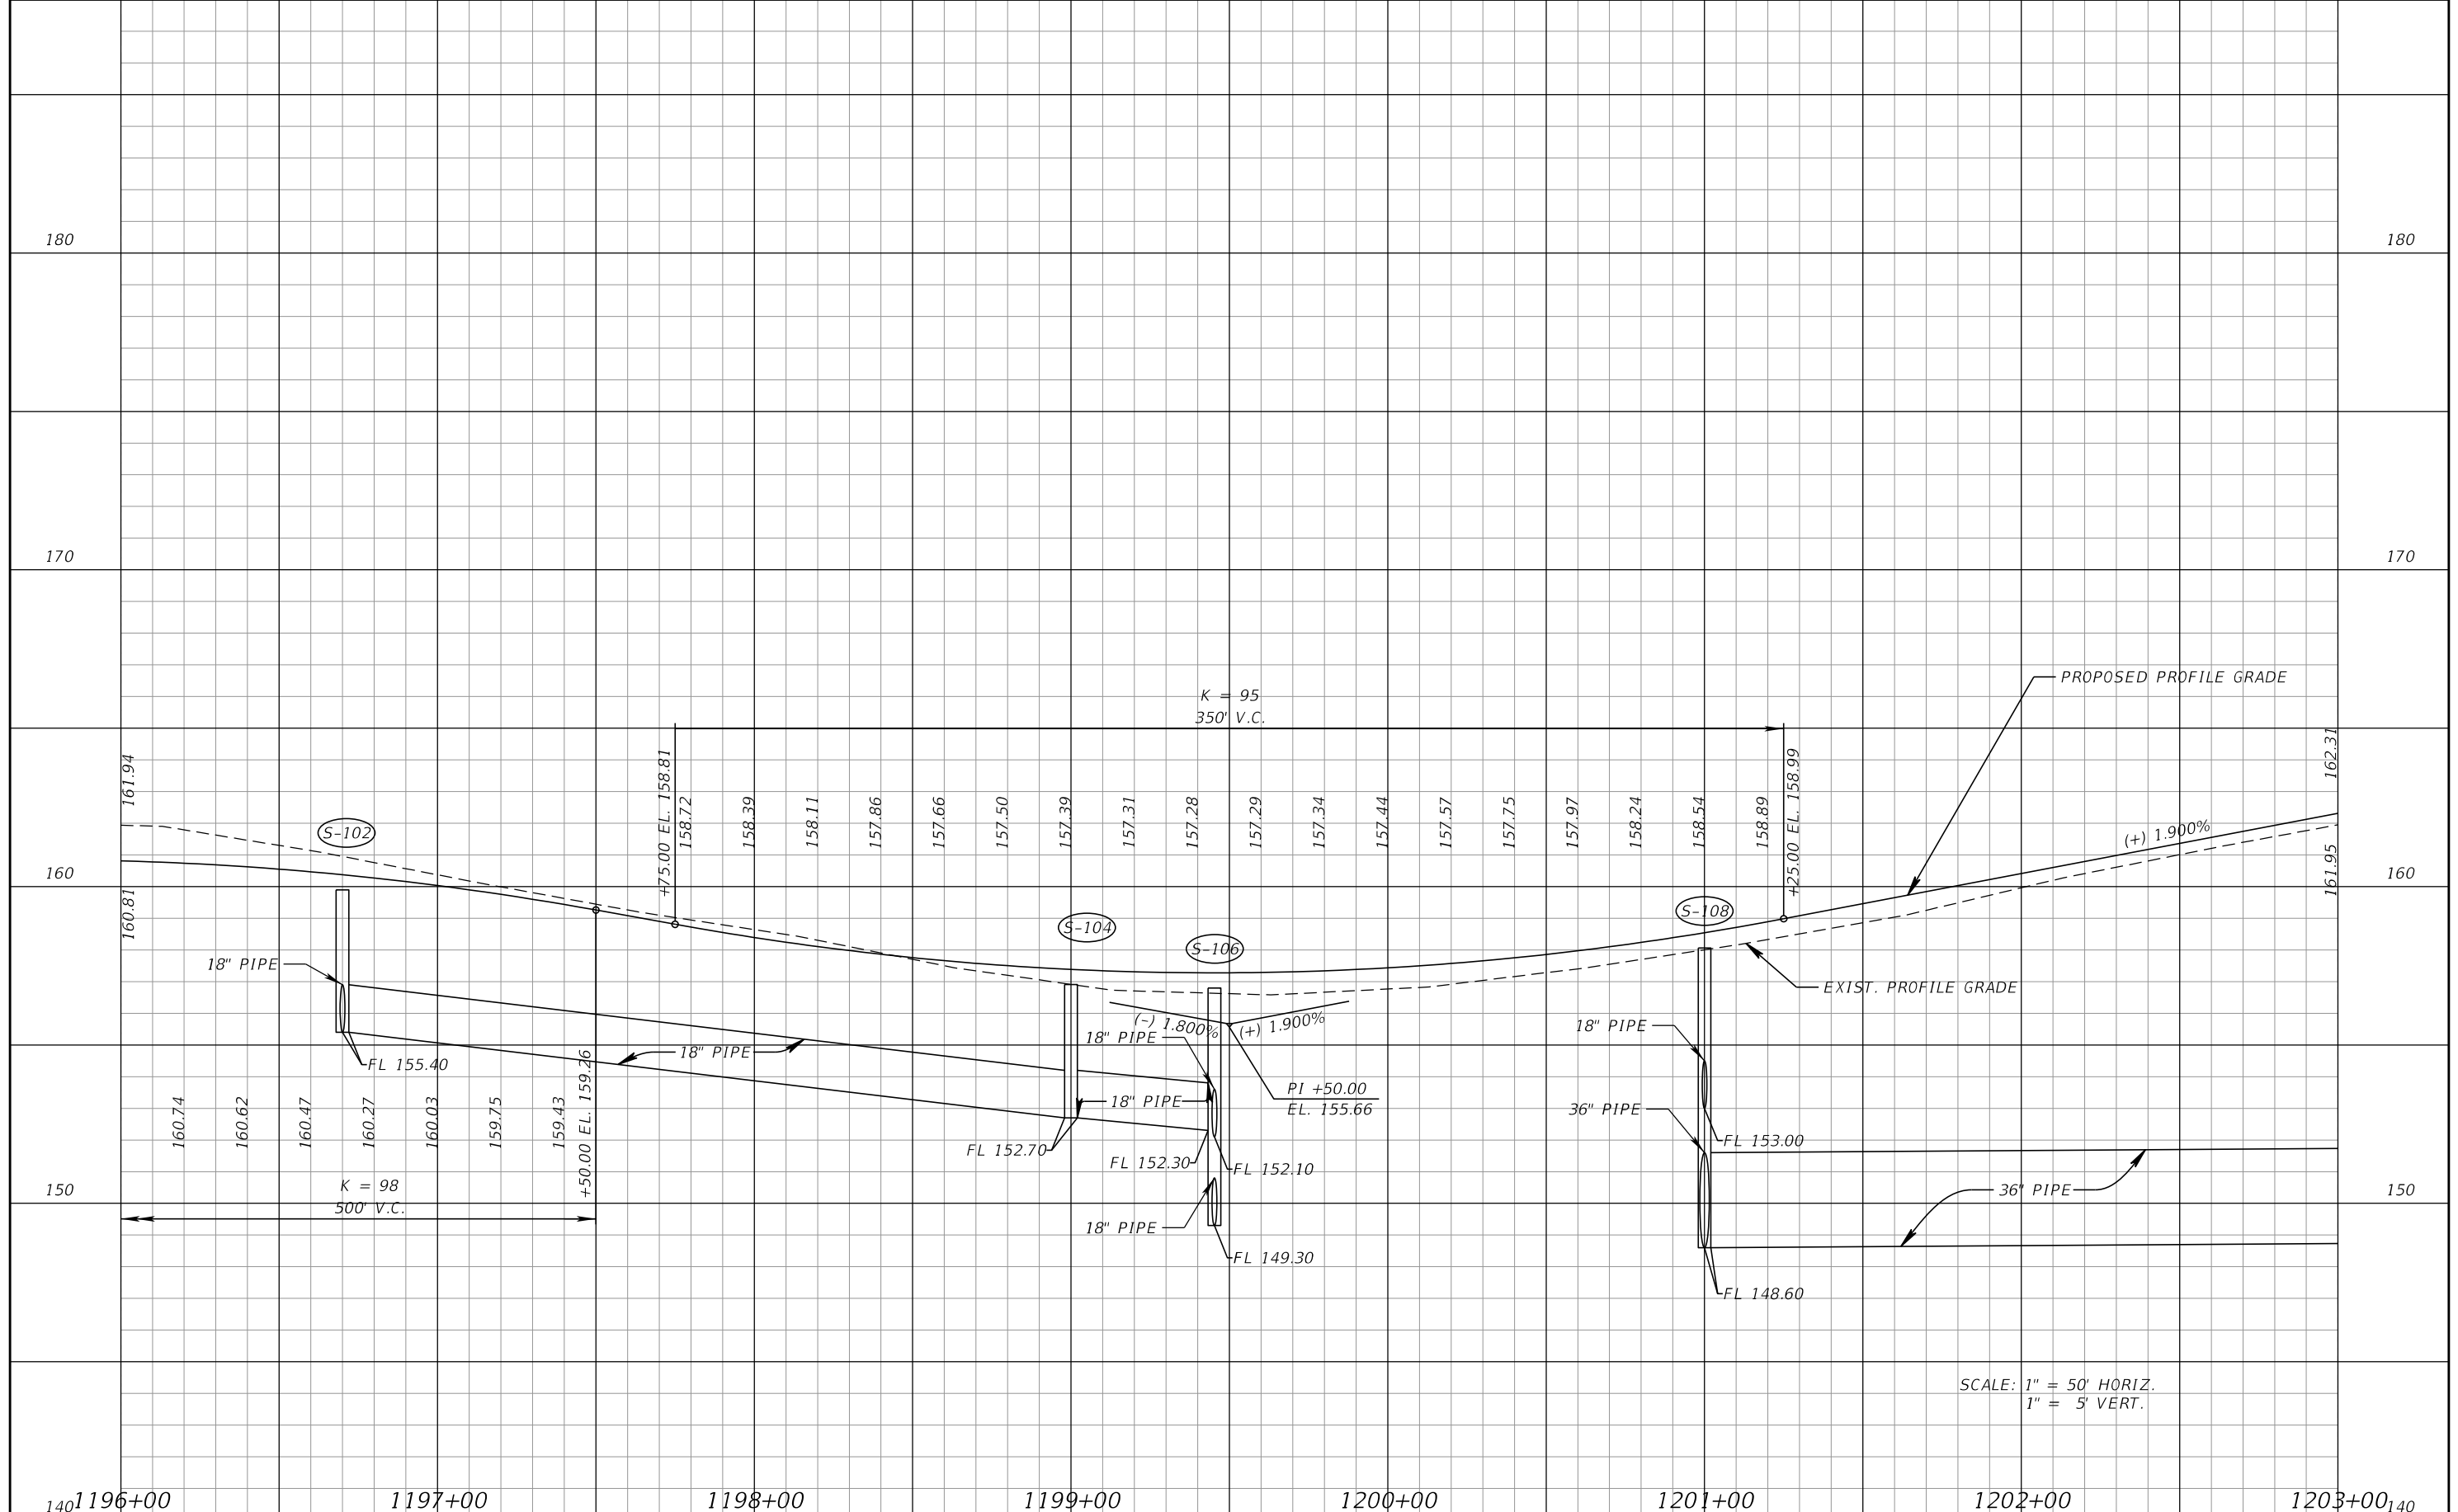 180
180
170
170
PROPOSED PROFILE GRADE
K = 95
350' V.C.
161.94
+75.00 EL. 158.81
158.72
158.39
158.11
157.86
157.66
157.50
157.39
157.31
157.28
157.29
157.34
157.44
157.57
157.75
157.97
158.24
158.54
158.89
+25.00 EL. 158.99
162.31
S-102
(+) 1.900%
160
160
160.81
161.95
S-104
S-106
S-108
18" PIPE
EXIST. PROFILE GRADE
(-) 1.800%
(+) 1.900%
18" PIPE
18" PIPE
18" PIPE
FL 155.40
PI +50.00
EL. 155.66
18" PIPE
36" PIPE
160.74
160.62
160.47
160.27
160.03
159.75
159.43
+50.00 EL. 159.26
FL 152.70
FL 152.30
FL 152.10
FL 153.00
150
150
K = 98
500' V.C.
36" PIPE
18" PIPE
FL 149.30
FL 148.60
SCALE: 1" = 50' HORIZ.
1" = 5' VERT.
140
1196+00
1197+00
1198+00
1199+00
1200+00
1201+00
1202+00
1203+00
140